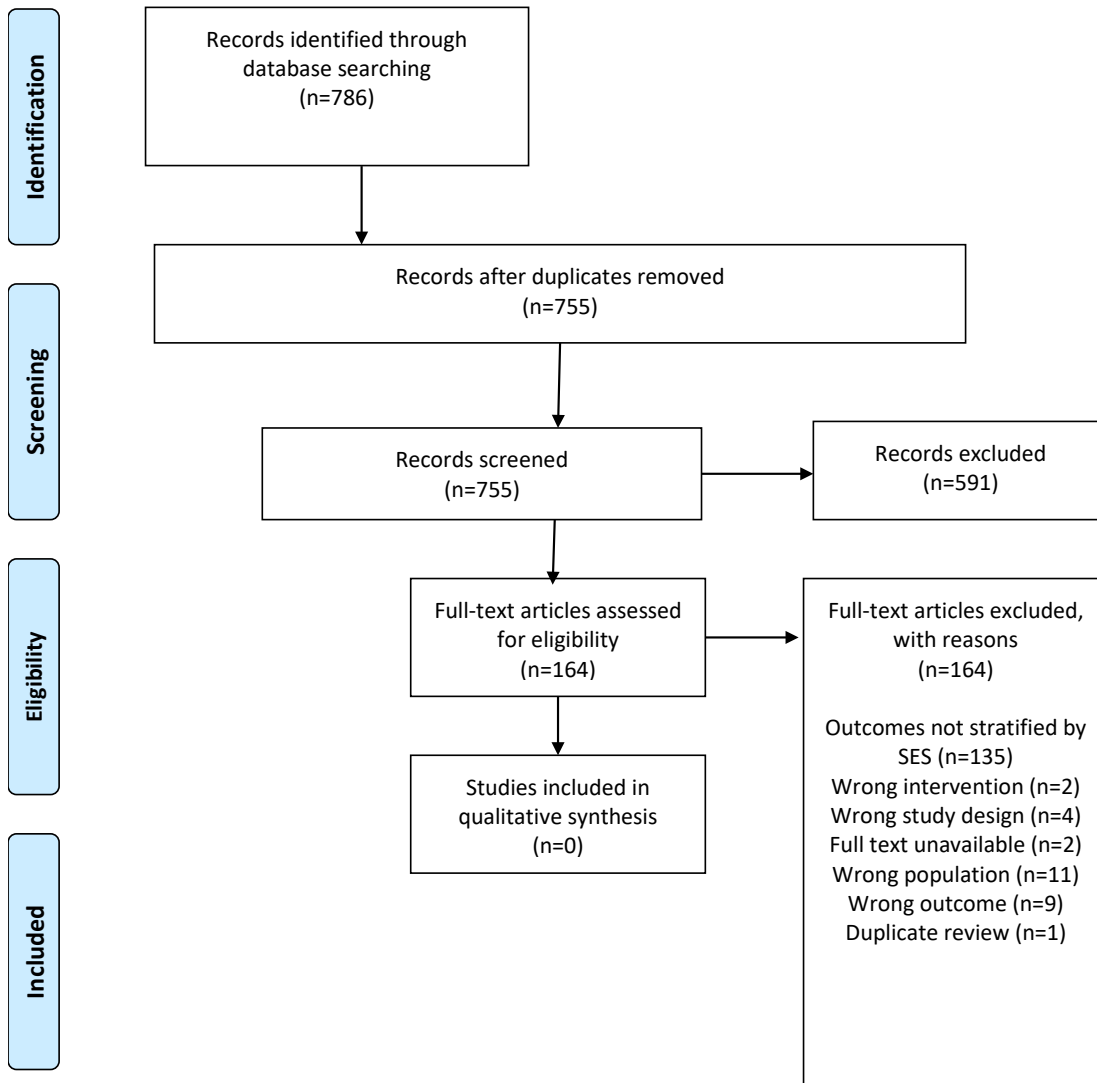 Identification
Records identified through
database searching
(n=786)
Records after duplicates removed
(n=755)
Screening
Records screened
(n=755)
Records excluded
(n=591)
Eligibility
Full-text articles assessed
for eligibility
(n=164)
Full-text articles excluded,
with reasons
(n=164)
Outcomes not stratified by
SES (n=135)
Wrong intervention (n=2)
Wrong study design (n=4)
Full text unavailable (n=2)
Wrong population (n=11)
Wrong outcome (n=9)
Duplicate review (n=1)
Studies included in
qualitative synthesis
(n=0)
Included